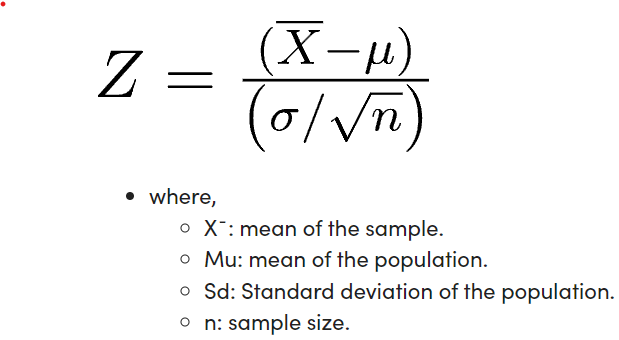 Z = (X̅ − μ) / (σ/√n)
• where,
○ X¯: mean of the sample.
○ Mu: mean of the population.
○ Sd: Standard deviation of the population.
○ n: sample size.